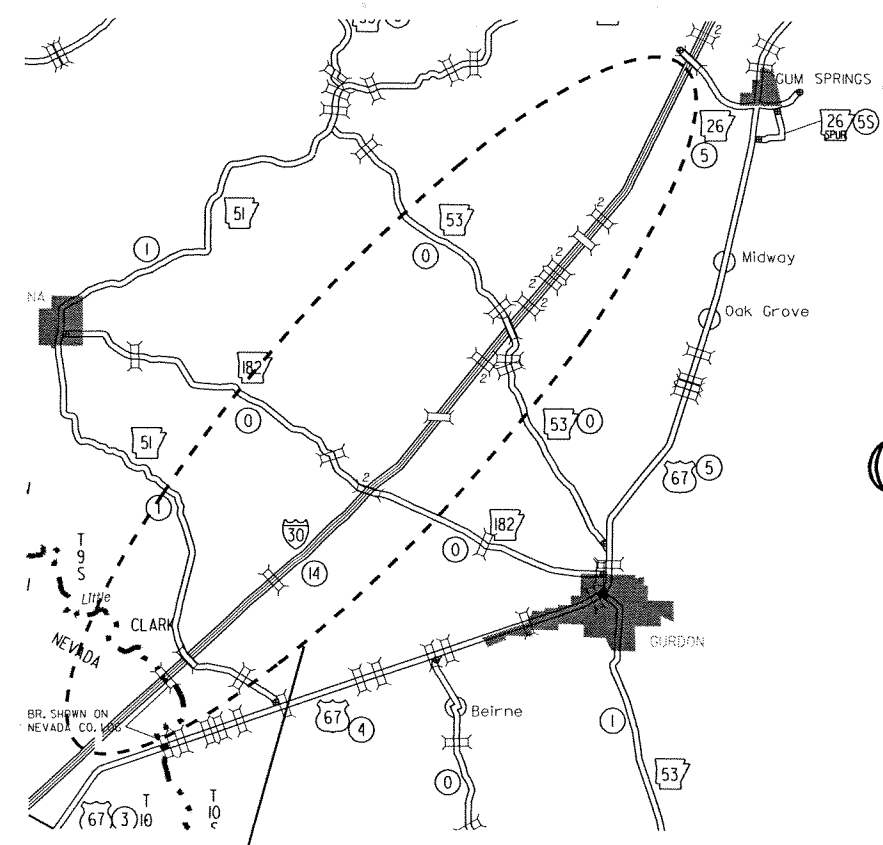 2
GUM SPRINGS
26
5
26
SPUR
5S
51
53
2
1
0
2
Midway
NA
2
Oak Grove
2
182
0
53
0
51
67
5
2
1
182
30
0
T
9
S
14
Little
CLARK
NEVADA
GURDON
BR. SHOWN ON
NEVADA CO. LOG
67
4
Beirne
1
0
53
67
3
T
10
T
10
S